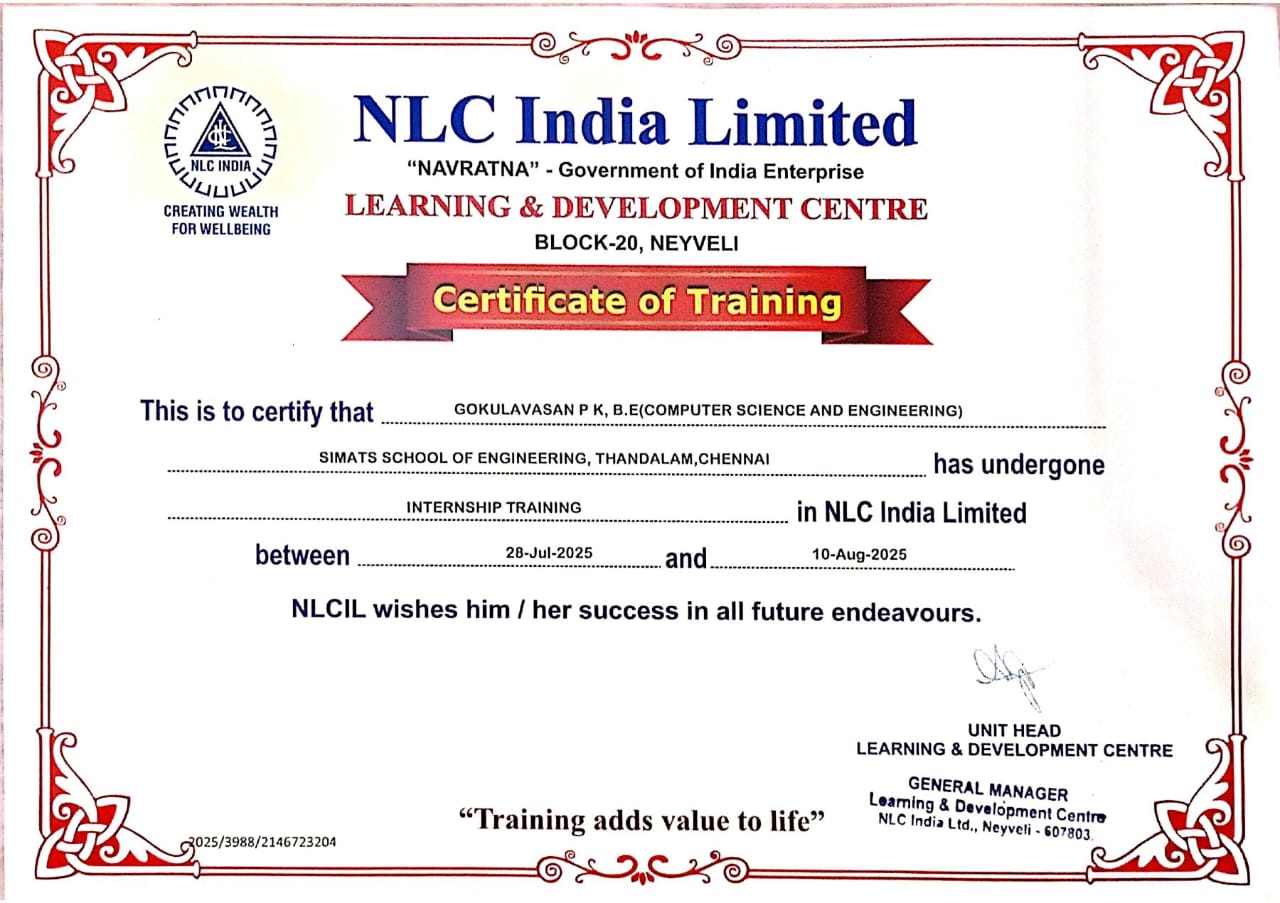 NLC INDIA
CREATING WEALTH
FOR WELLBEING
NLC India Limited
“NAVRATNA” - Government of India Enterprise
LEARNING & DEVELOPMENT CENTRE
BLOCK-20, NEYVELI
Certificate of Training
This is to certify that GOKULAVASAN P K, B.E(COMPUTER SCIENCE AND ENGINEERING)
SIMATS SCHOOL OF ENGINEERING, THANDALAM,CHENNAI has undergone
INTERNSHIP TRAINING in NLC India Limited
between 28-Jul-2025 and 10-Aug-2025
NLCIL wishes him / her success in all future endeavours.
UNIT HEAD
LEARNING & DEVELOPMENT CENTRE
GENERAL MANAGER
Learning & Development Centre
NLC India Ltd., Neyveli - 607803.
“Training adds value to life”
2025/3988/2146723204